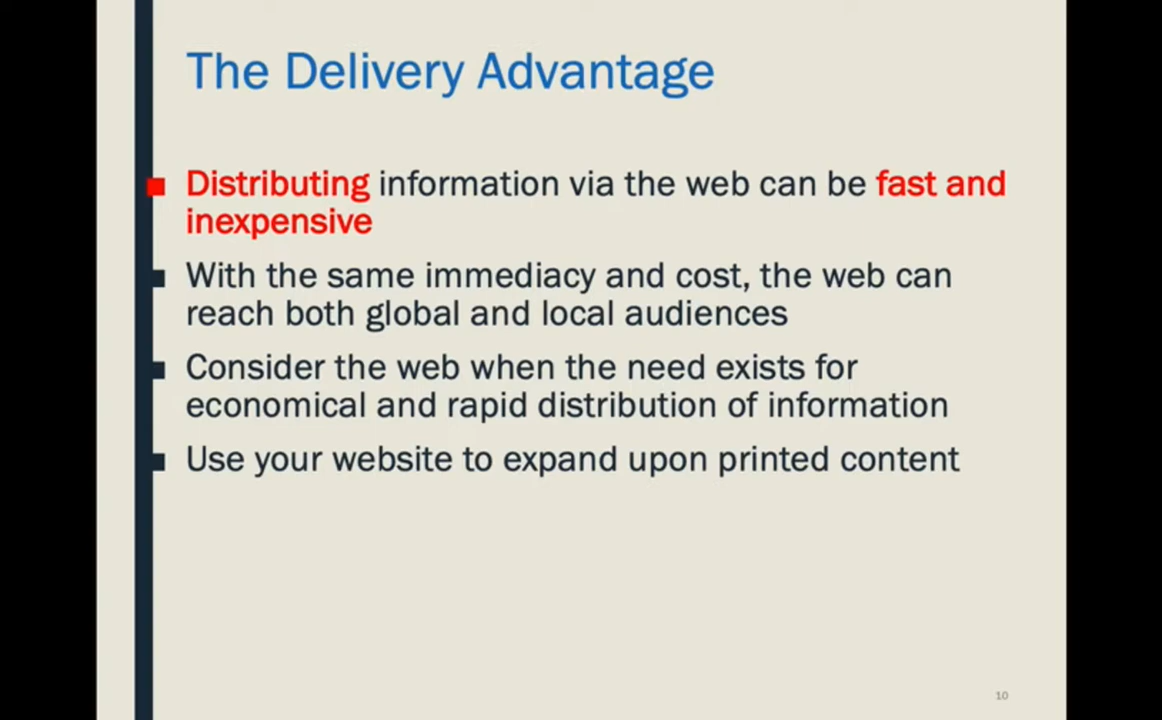 The Delivery Advantage
Distributing information via the web can be fast and
inexpensive
With the same immediacy and cost, the web can
reach both global and local audiences
Consider the web when the need exists for
economical and rapid distribution of information
Use your website to expand upon printed content
10